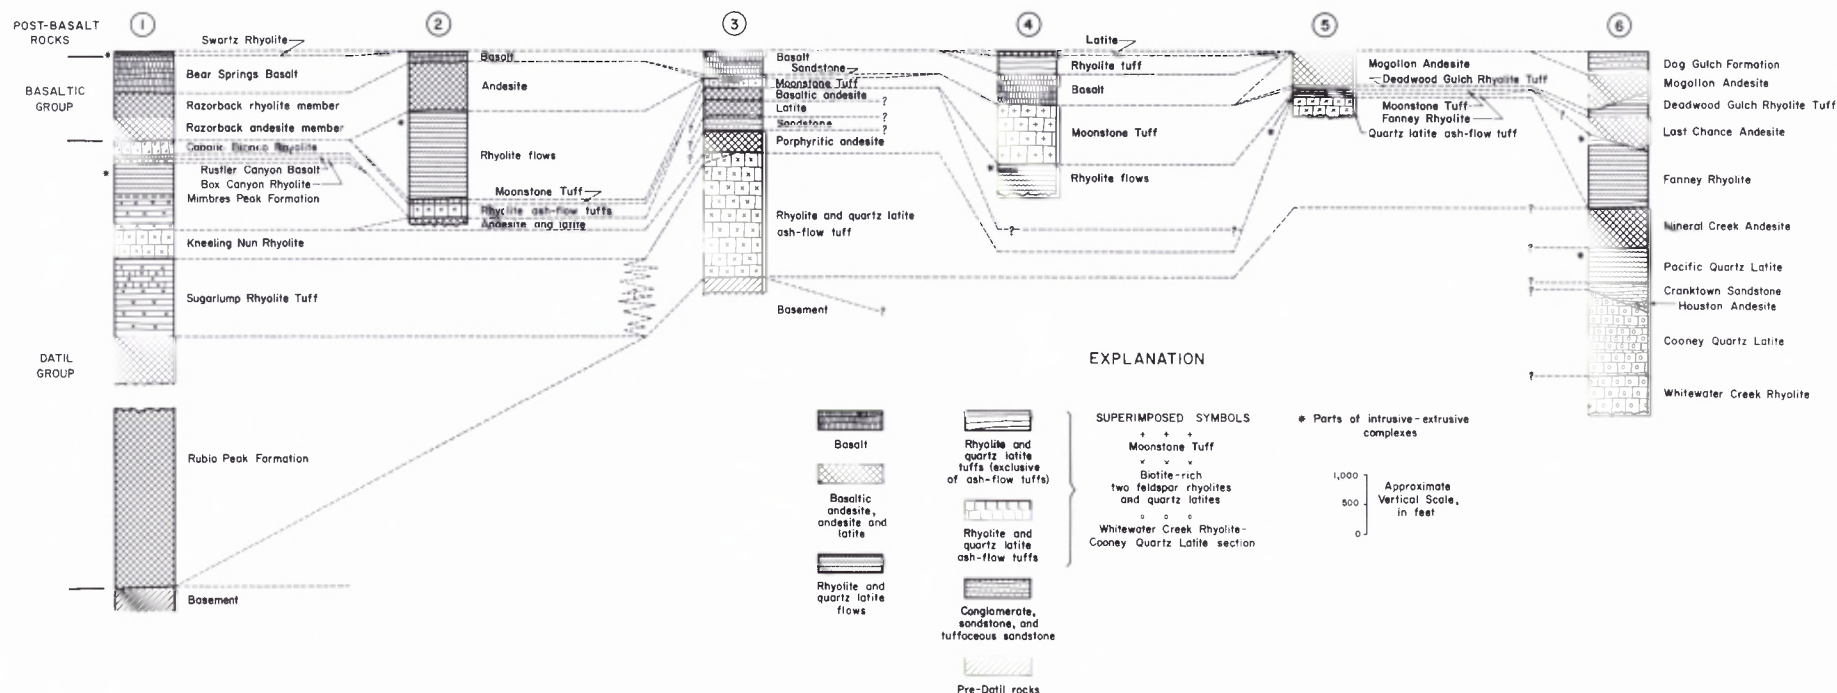 POST-BASALT
ROCKS
BASALTIC
GROUP
DATIL
GROUP
1
Swartz Rhyolite
Bear Springs Basalt
Razorback rhyolite member
Razorback andesite member
Rustler Canyon Basalt
Box Canyon Rhyolite
Mimbres Peak Formation
Kneeling Nun Rhyolite
Sugarlump Rhyolite Tuff
Rubio Peak Formation
Basement
2
Basalt
Andesite
Rhyolite flows
Moonstone Tuff
Rhyolite ash-flow tuffs
Andesite and latite
3
Basalt
Sandstone
Moonstone Tuff
Basaltic andesite
?
Latite
?
Sandstone
?
Porphyritic andesite
Rhyolite and quartz latite
ash-flow tuff
Basement
?
4
Latite
Rhyolite tuff
Basalt
Moonstone Tuff
Rhyolite flows
?
?
5
Mogollon Andesite
Deadwood Gulch Rhyolite Tuff
Moonstone Tuff
Fanney Rhyolite
Quartz latite ash-flow tuff
6
Dog Gulch Formation
Mogollon Andesite
Deadwood Gulch Rhyolite Tuff
?
Last Chance Andesite
Fanney Rhyolite
?
Mineral Creek Andesite
?
Pacific Quartz Latite
?
Cranktown Sandstone
?
Houston Andesite
Cooney Quartz Latite
?
Whitewater Creek Rhyolite
EXPLANATION
Basalt
Basaltic
andesite,
andesite and
latite
Rhyolite and
quartz latite
flows
Rhyolite and
quartz latite
tuffs (exclusive
of ash-flow tuffs)
Rhyolite and
quartz latite
ash-flow tuffs
Conglomerate,
sandstone, and
tuffaceous sandstone
Pre-Datil rocks
SUPERIMPOSED SYMBOLS
+ + +
Moonstone Tuff
x x x
Biotite-rich
two feldspar rhyolites
and quartz latites
o o o
Whitewater Creek Rhyolite-
Cooney Quartz Latite section
* Parts of intrusive-extrusive
complexes
1,000
500
0
Approximate
Vertical Scale,
in feet